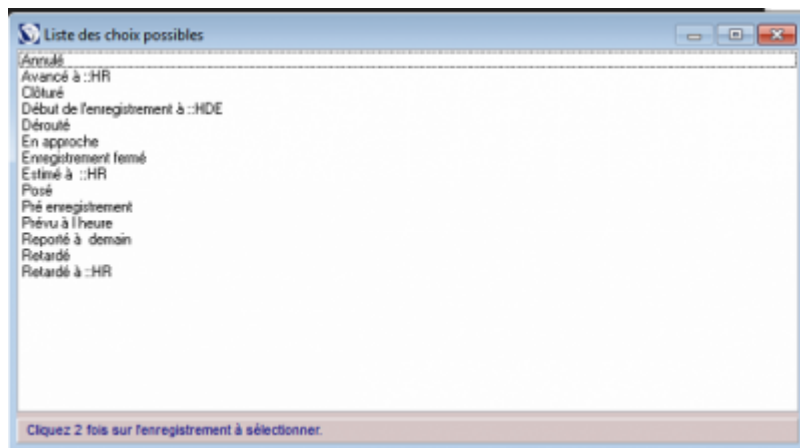 Liste des choix possibles
Annulé
Avancé à ::HR
Clôturé
Début de l'enregistrement à ::HDE
Dérouté
En approche
Enregistrement fermé
Estimé à ::HR
Posé
Pré enregistrement
Prévu à l'heure
Reporté à demain
Retardé
Retardé à ::HR
Cliquez 2 fois sur l'enregistrement à sélectionner.